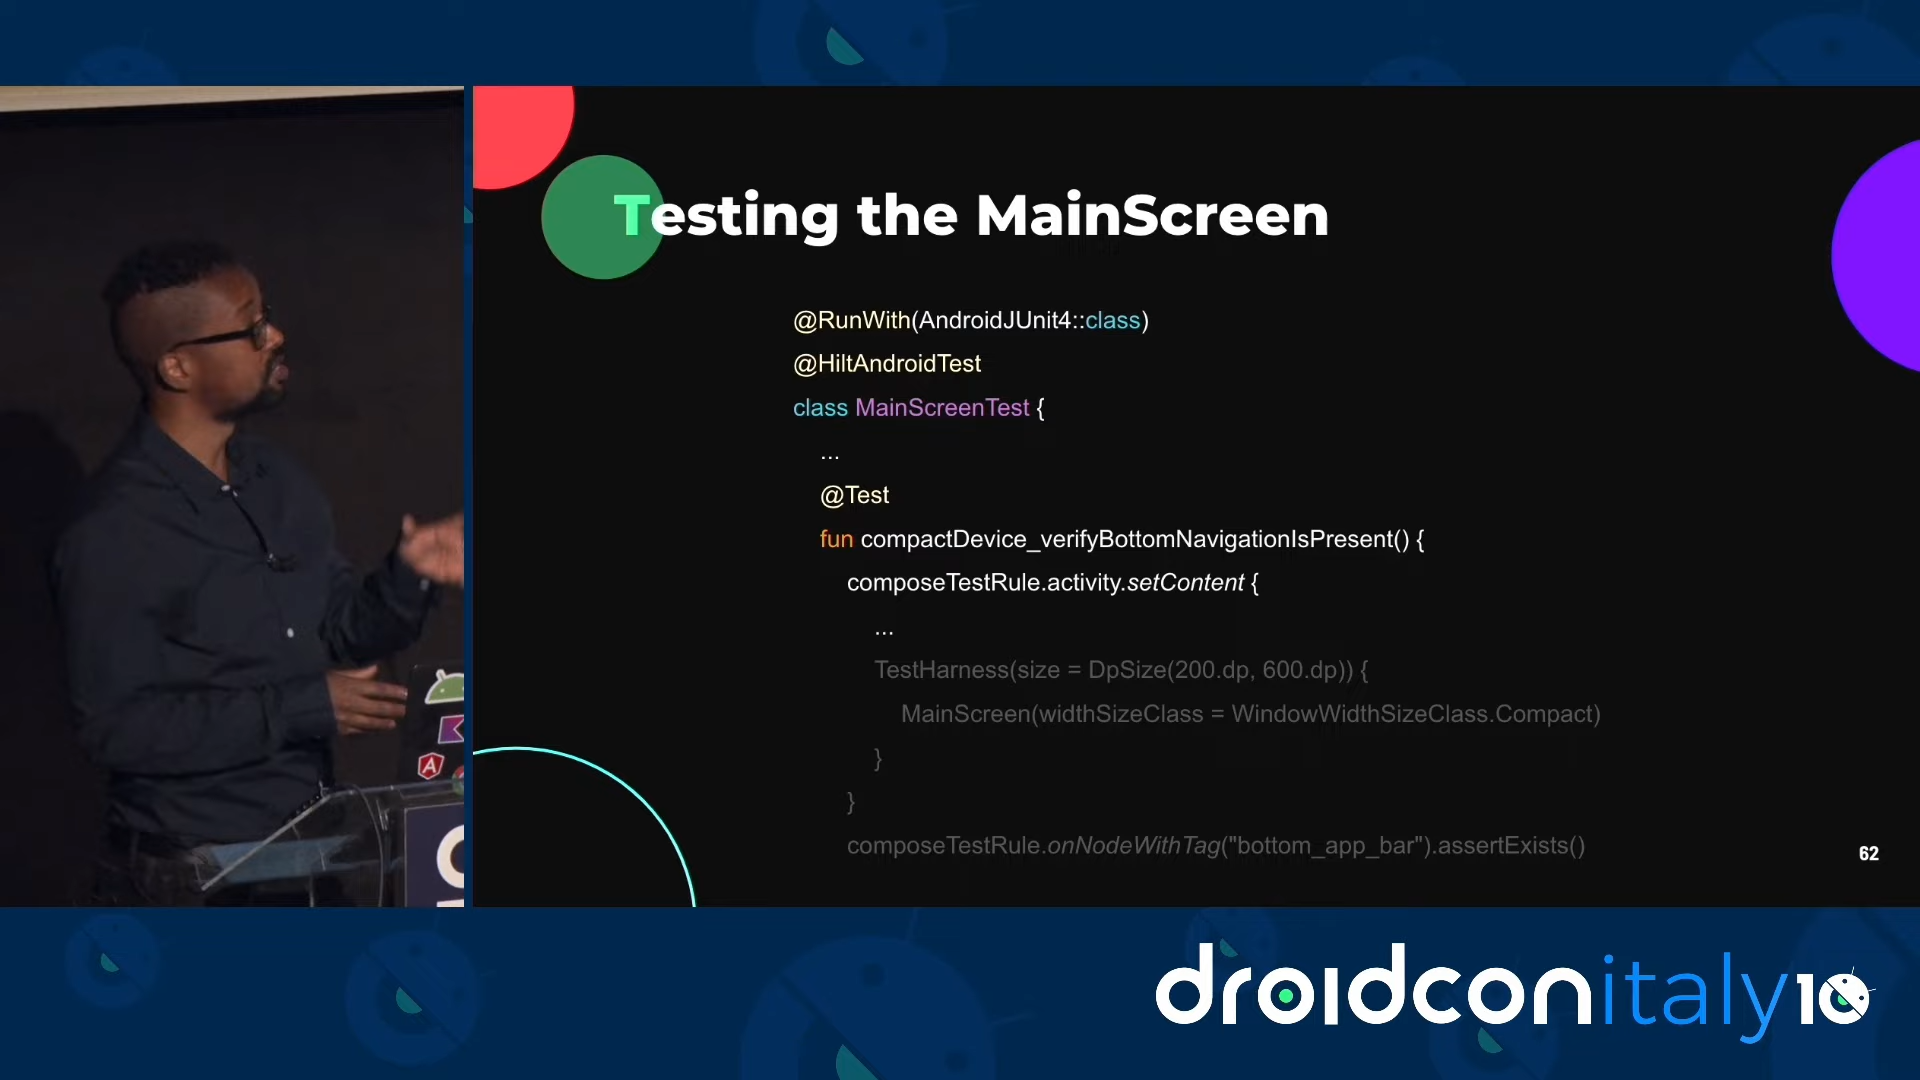 Testing the MainScreen
@RunWith(AndroidJUnit4::class)
@HiltAndroidTest
class MainScreenTest {
...
@Test
fun compactDevice_verifyBottomNavigationIsPresent() {
composeTestRule.activity.setContent {
...
TestHarness(size = DpSize(200.dp, 600.dp)) {
MainScreen(widthSizeClass = WindowWidthSizeClass.Compact)
}
}
composeTestRule.onNodeWithTag("bottom_app_bar").assertExists()
62
droidconitaly10